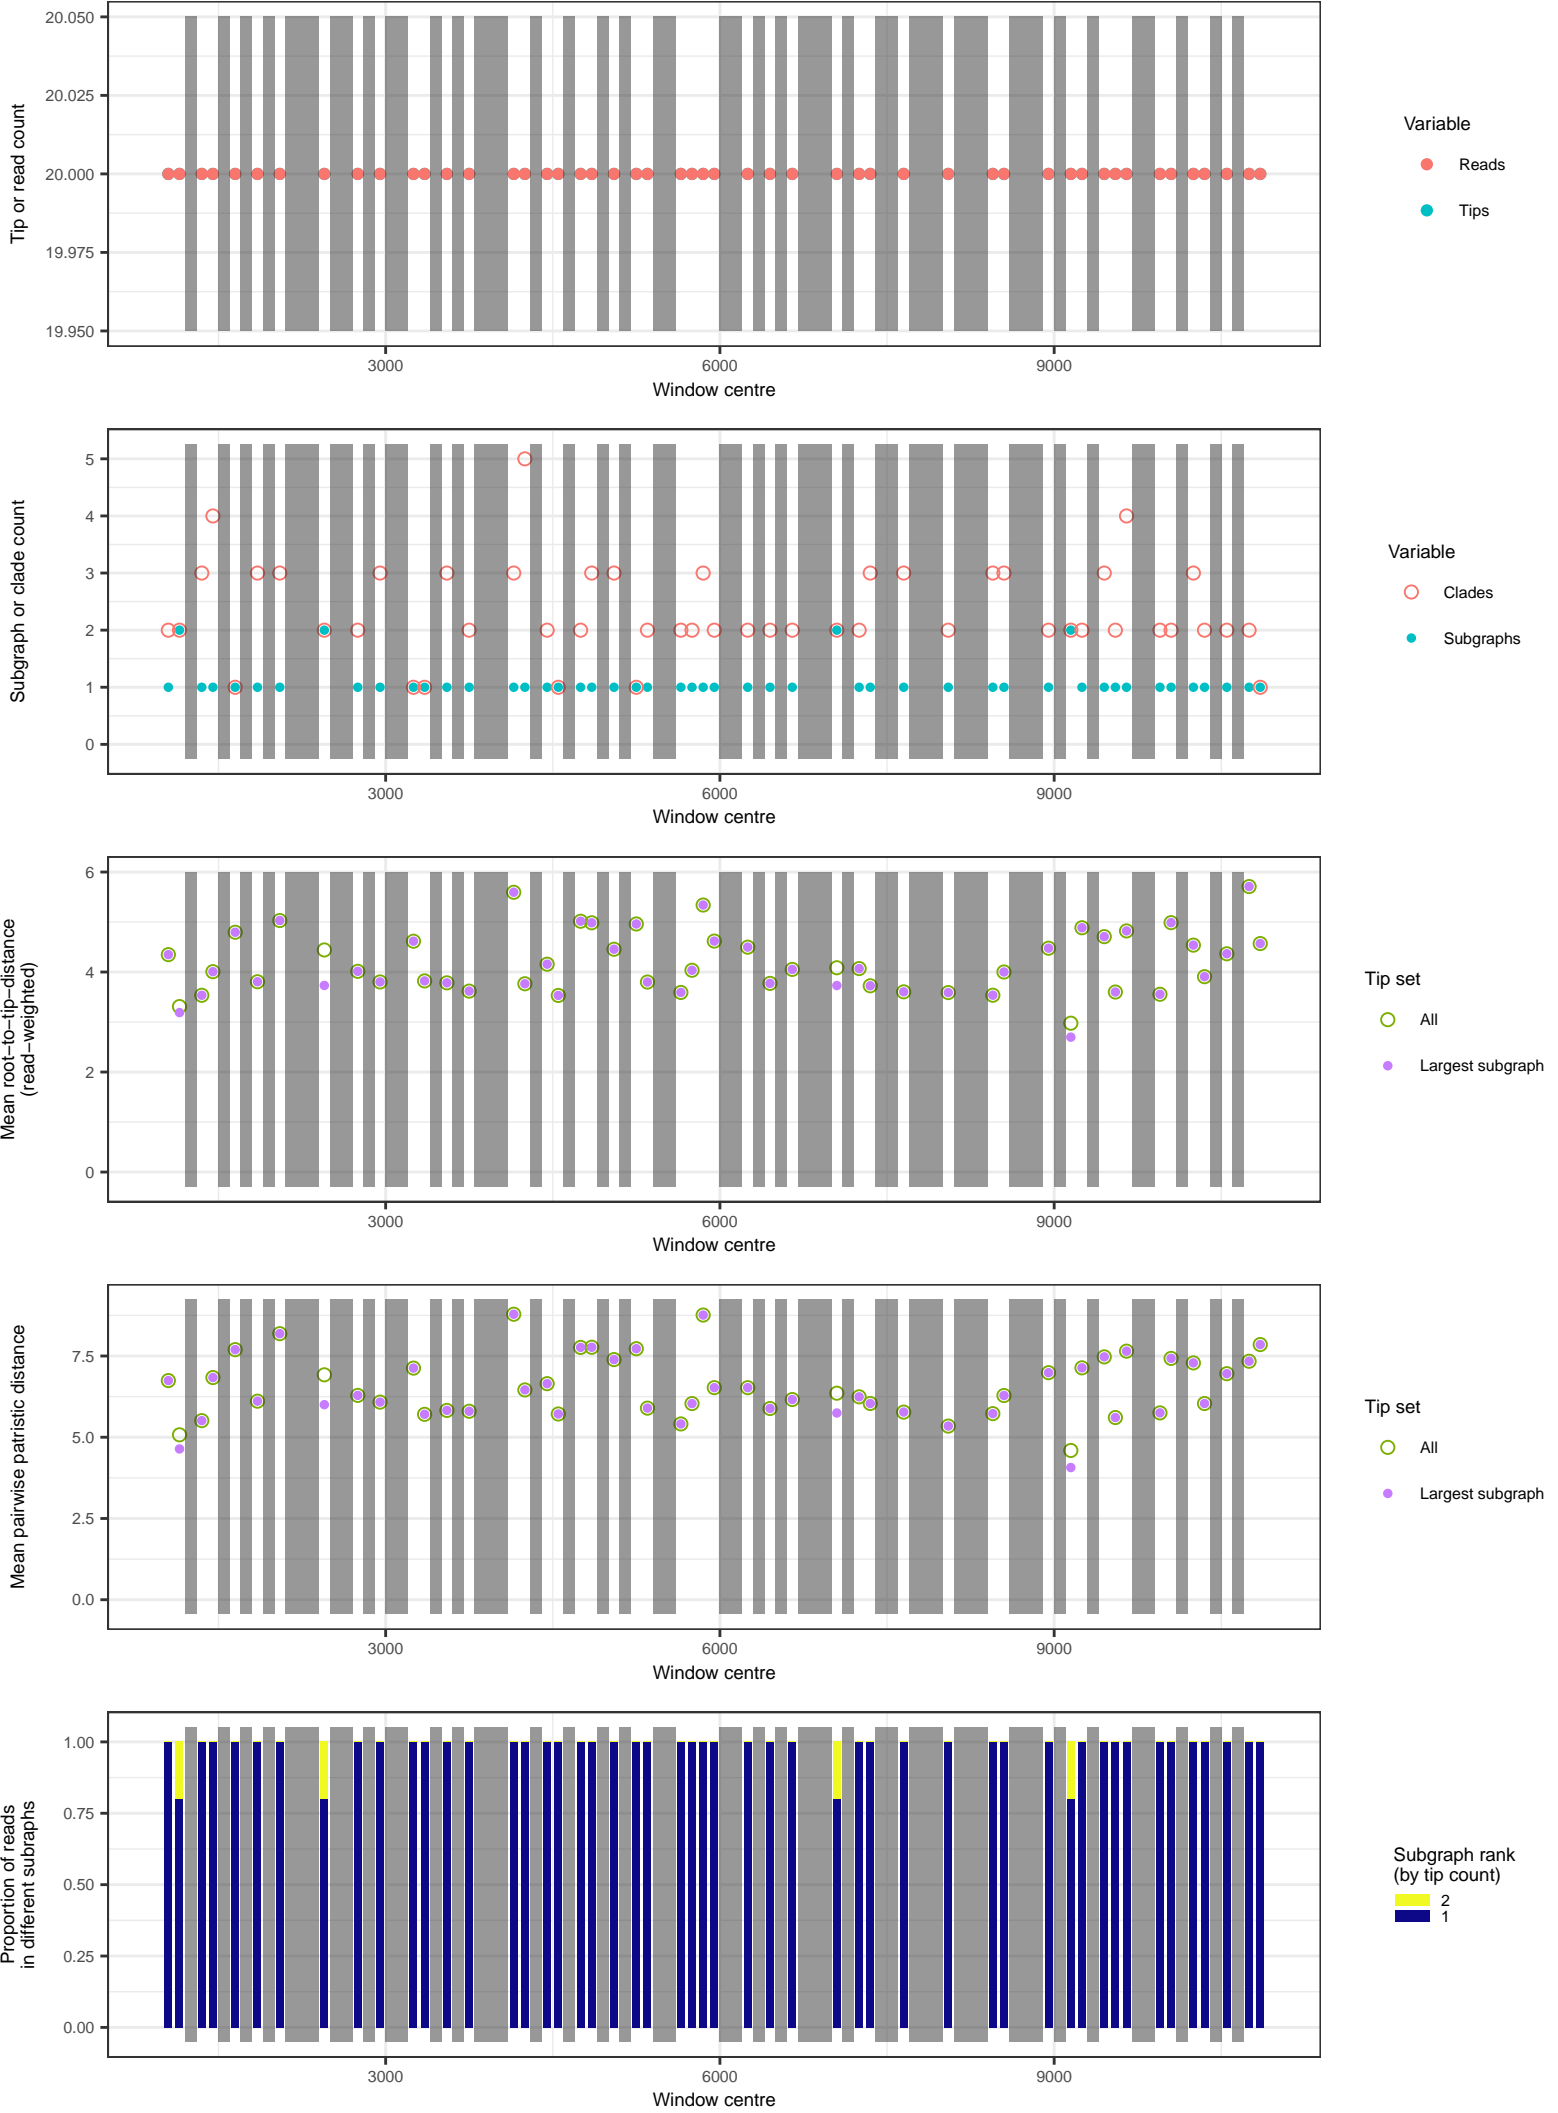 20.050
20.025
20.000
19.975
19.950
Tip or read count
3000
6000
9000
Window centre
Variable
Reads
Tips
5
4
3
2
1
0
Subgraph or clade count
3000
6000
9000
Window centre
Variable
Clades
Subgraphs
6
4
2
0
Mean root−to−tip−distance
(read−weighted)
3000
6000
9000
Window centre
Tip set
All
Largest subgraph
7.5
5.0
2.5
0.0
Mean pairwise patristic distance
3000
6000
9000
Window centre
Tip set
All
Largest subgraph
1.00
0.75
0.50
0.25
0.00
Proportion of reads
in different subraphs
3000
6000
9000
Window centre
Subgraph rank
(by tip count)
2
1